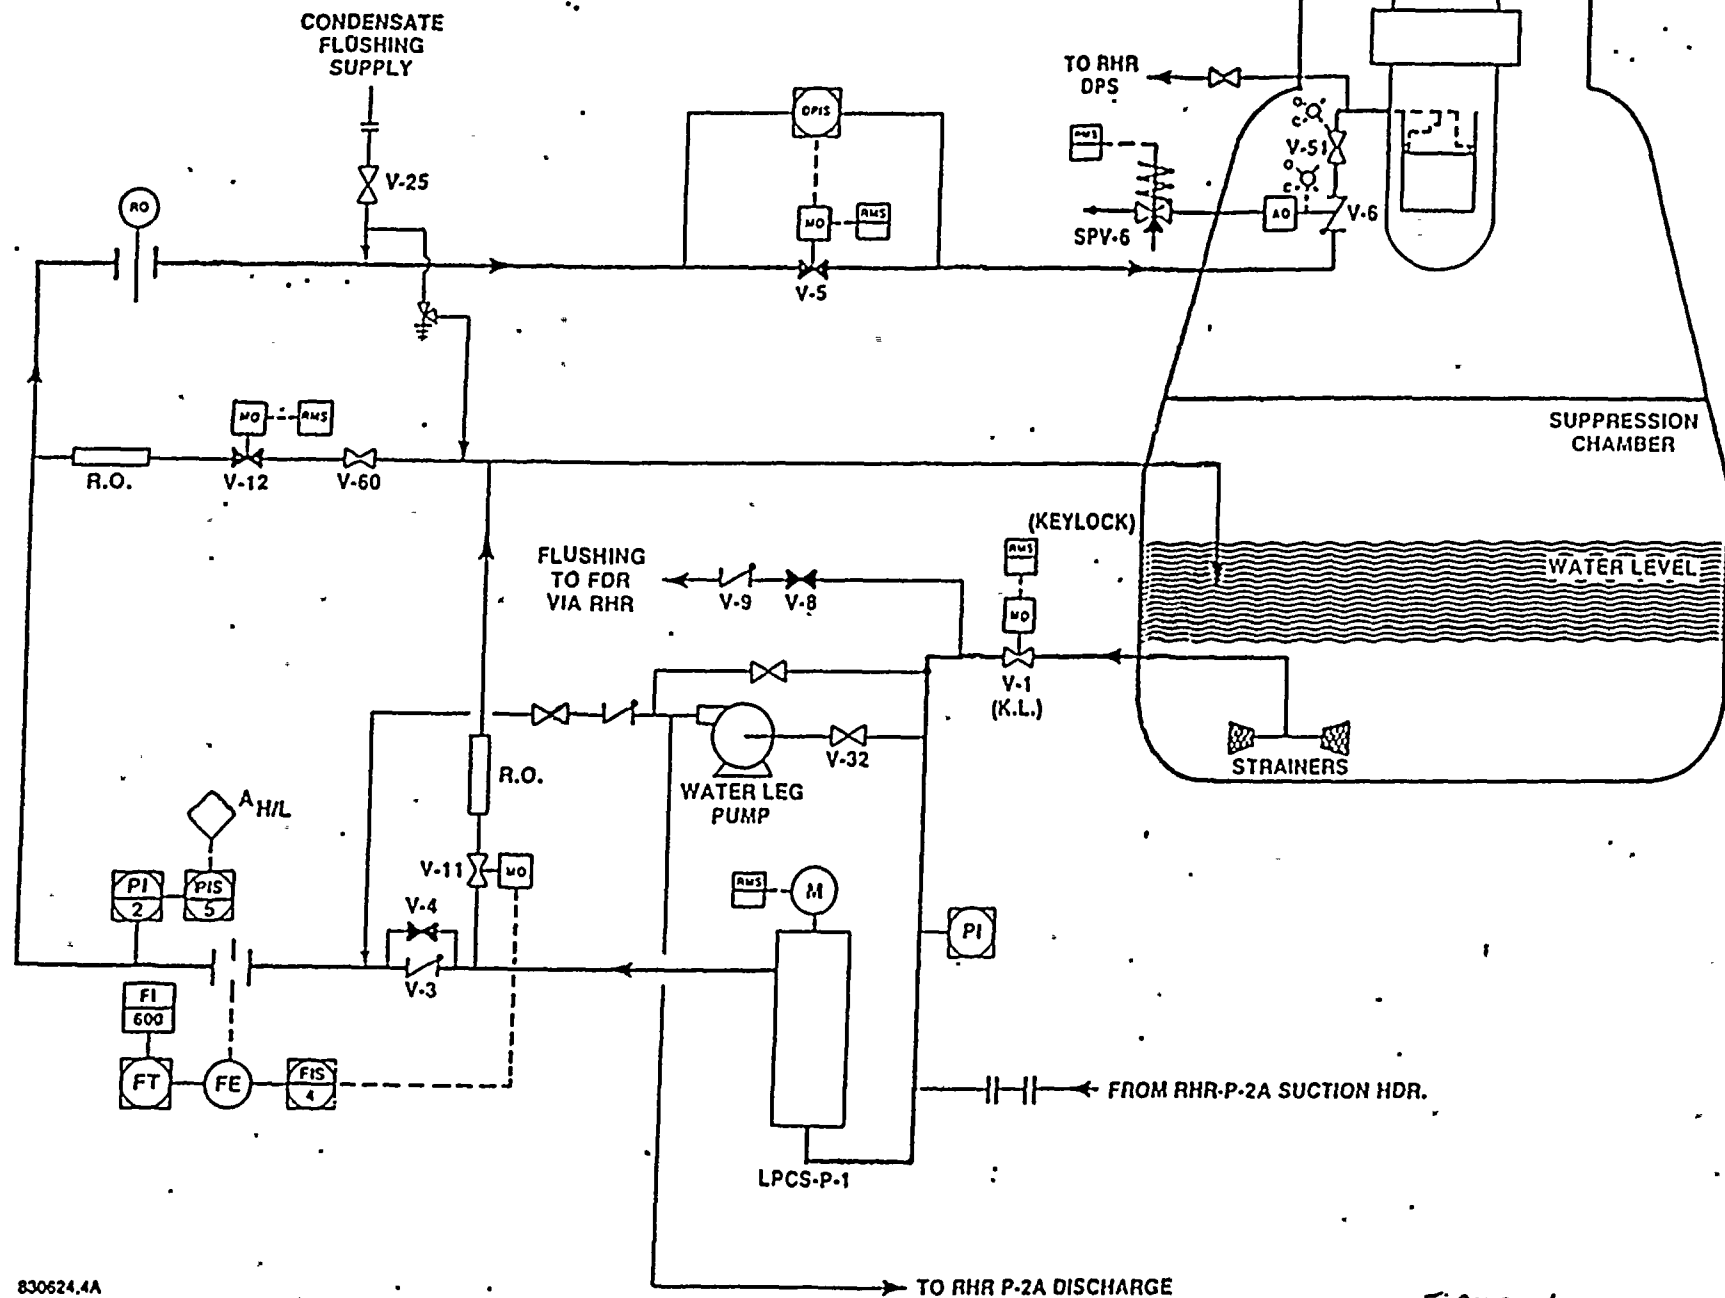 CONDENSATE
FLUSHING
SUPPLY
V-25
RO
DPIS
MO
RMS
V-5
TO RHR
DPS
RMS
SPV-6
AO
O
C
V-51
O
C
V-6
MO
RMS
R.O.
V-12
V-60
SUPPRESSION
CHAMBER
(KEYLOCK)
RMS
MO
V-1
(K.L.)
WATER LEVEL
FLUSHING
TO FDR
VIA RHR
V-9
V-8
STRAINERS
V-32
WATER LEG
PUMP
R.O.
A H/L
PI
2
PIS
5
V-11
MO
V-4
V-3
RMS
M
PI
FI
600
FT
FE
FIS
4
FROM RHR-P-2A SUCTION HDR.
LPCS-P-1
TO RHR P-2A DISCHARGE
830624.4A